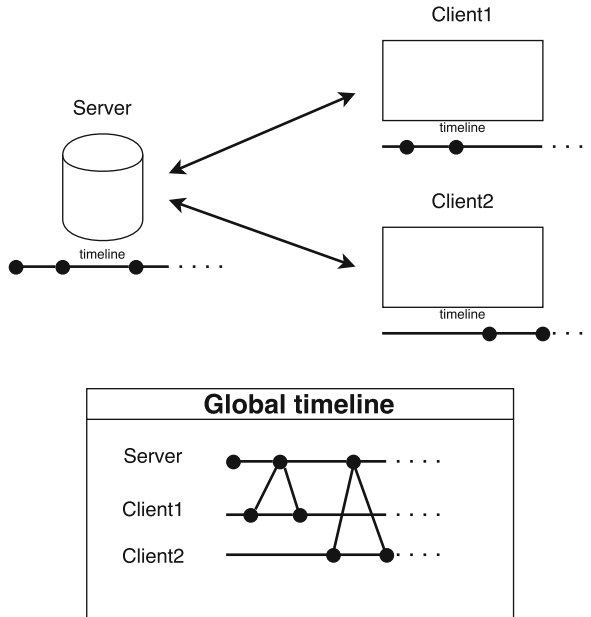 Client1
Server
timeline
Client2
timeline
timeline
Global timeline
Server
Client1
Client2